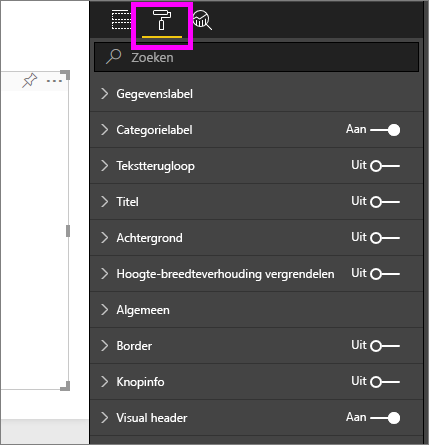 Zoeken
Gegevenslabel
Categorielabel Aan
Tekstterugloop Uit
Titel Uit
Achtergrond Uit
Hoogte-breedteverhouding vergrendelen Uit
Algemeen
Border Uit
Knopinfo Uit
Visual header Aan